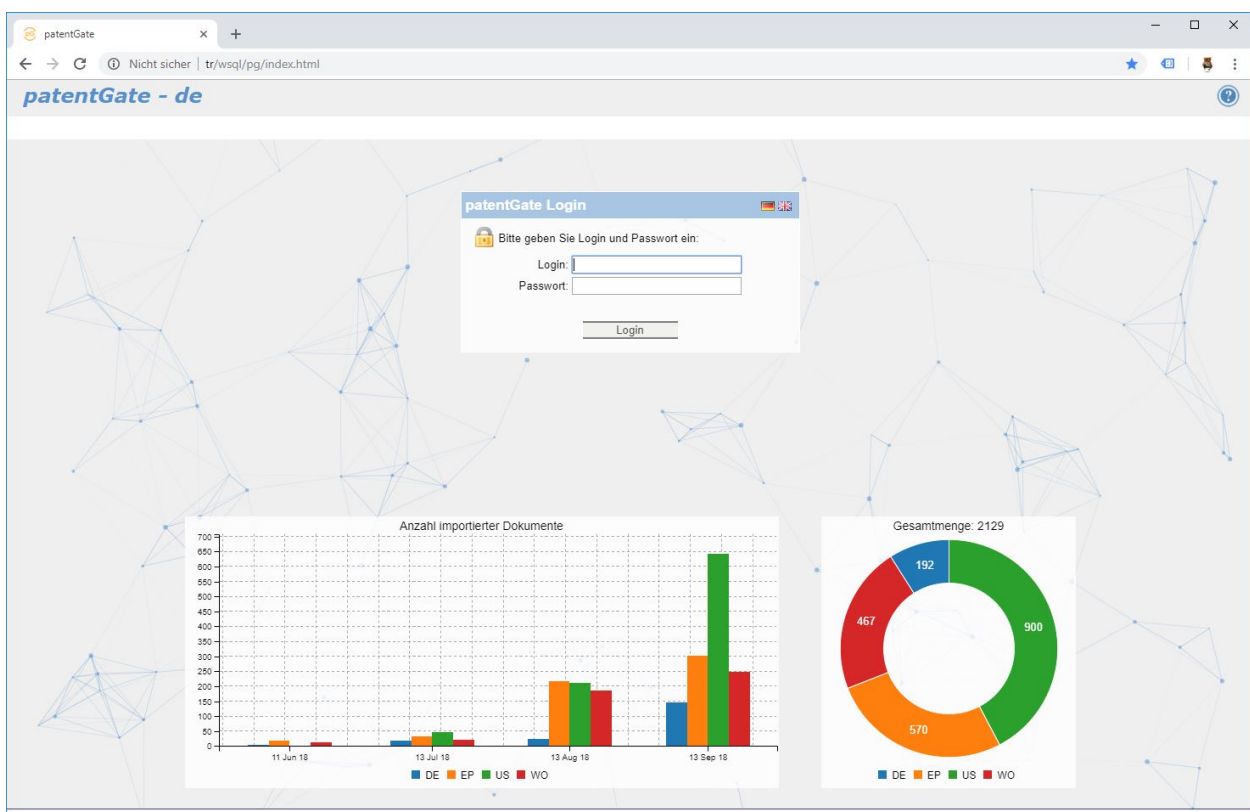 patentGate
Nicht sicher | tr/wsql/pg/index.html
patentGate - de
patentGate Login
Bitte geben Sie Login und Passwort ein:
Login:
Passwort:
Login
Anzahl importierter Dokumente
700
650
600
550
500
450
400
350
300
250
200
150
100
50
0
11 Jun 18
13 Jul 18
13 Aug 18
13 Sep 18
DE EP US WO
Gesamtmenge: 2129
192
467
900
570
DE EP US WO